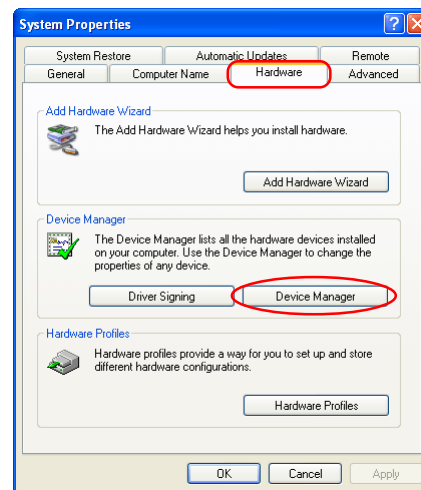 System Properties
System Restore Automatic Updates Remote
General Computer Name Hardware Advanced
Add Hardware Wizard
The Add Hardware Wizard helps you install hardware.
Add Hardware Wizard
Device Manager
The Device Manager lists all the hardware devices installed
on your computer. Use the Device Manager to change the
properties of any device.
Driver Signing Device Manager
Hardware Profiles
Hardware profiles provide a way for you to set up and store
different hardware configurations.
Hardware Profiles
OK Cancel Apply